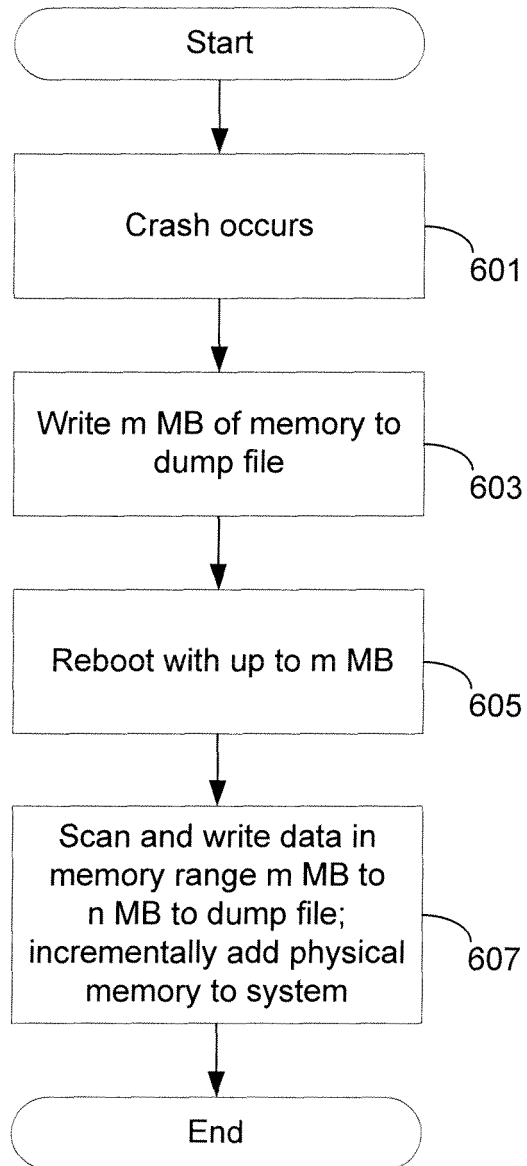 Start
Crash occurs
601
Write m MB of memory to
dump file
603
Reboot with up to m MB
605
Scan and write data in
memory range m MB to
n MB to dump file;
incrementally add physical
memory to system
607
End